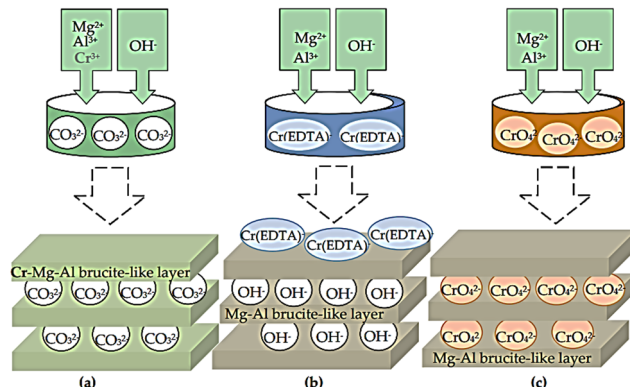 Mg²⁺
Al³⁺
Cr³⁺
OH⁻
Mg²⁺
Al³⁺
OH⁻
Mg²⁺
Al³⁺
OH⁻
CO₃²⁻ CO₃²⁻ CO₃²⁻
Cr(EDTA)⁻ Cr(EDTA)⁻
CrO₄²⁻ CrO₄²⁻ CrO₄²⁻
Cr-Mg-Al brucite-like layer
CO₃²⁻ CO₃²⁻ CO₃²⁻ CO₃²⁻
CO₃²⁻ CO₃²⁻ CO₃²⁻
(a)
Cr(EDTA)⁻ Cr(EDTA)⁻ Cr(EDTA)⁻
OH⁻ OH⁻ OH⁻ OH⁻
Mg-Al brucite-like layer
OH⁻ OH⁻ OH⁻
(b)
CrO₄²⁻ CrO₄²⁻ CrO₄²⁻ CrO₄²⁻
CrO₄²⁻ CrO₄²⁻ CrO₄²⁻
Mg-Al brucite-like layer
(c)